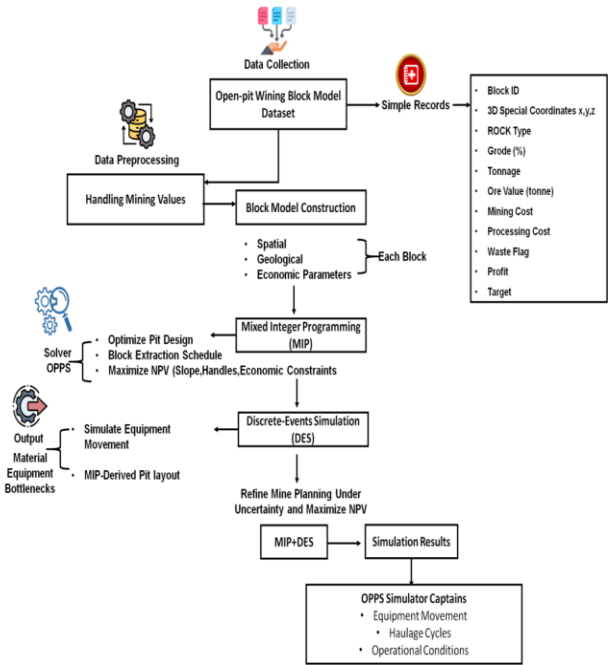 Data Collection
Open-pit Wining Block Model
Dataset
Simple Records
• Block ID
• 3D Special Coordinates x,y,z
• ROCK Type
• Grode (%)
• Tonnage
• Ore Value (tonne)
• Mining Cost
• Processing Cost
• Waste Flag
• Profit
• Target
Data Preprocessing
Handling Mining Values
Block Model Construction
• Spatial
• Geological
• Economic Parameters
Each Block
Mixed Integer Programming
(MIP)
Solver
OPPS
• Optimize Pit Design
• Block Extraction Schedule
• Maximize NPV (Slope,Handles,Economic Constraints
Discrete-Events Simulation
(DES)
Output
Material
Equipment
Bottlenecks
• Simulate Equipment
Movement
• MIP-Derived Pit layout
Refine Mine Planning Under
Uncertainty and Maximize NPV
MIP+DES
Simulation Results
OPPS Simulator Captains
• Equipment Movement
• Haulage Cycles
• Operational Conditions